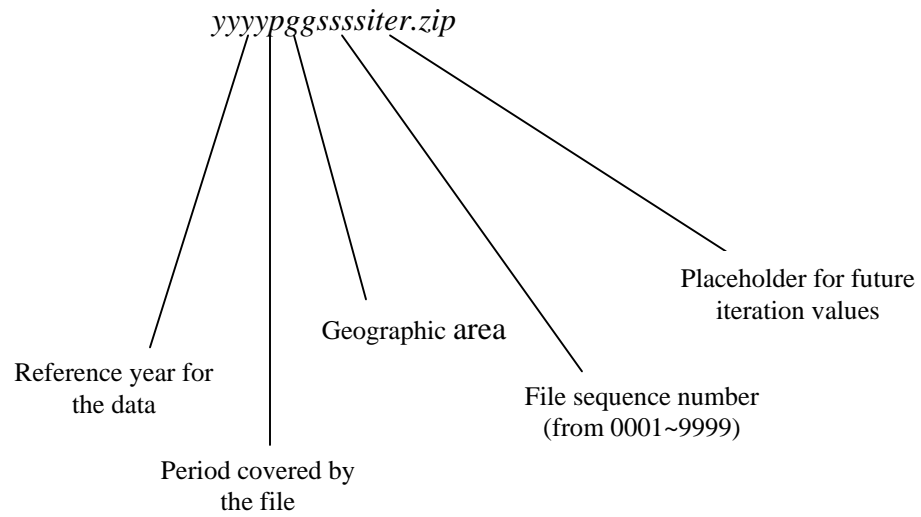 yyyypggssssiter.zip
Placeholder for future
iteration values
Geographic area
Reference year for
the data
File sequence number
(from 0001~9999)
Period covered by
the file